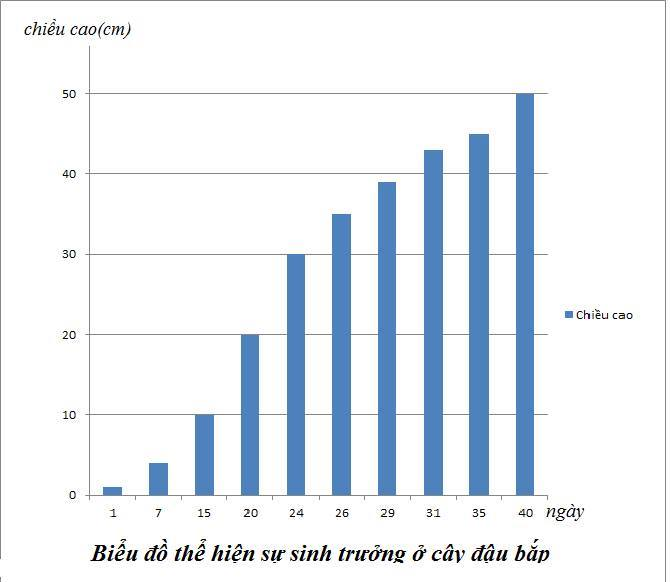 chiều cao(cm)
50
40
30
20
10
0
1 7 15 20 24 26 29 31 35 40 ngày
Chiều cao
Biểu đồ thể hiện sự sinh trưởng ở cây đậu bắp